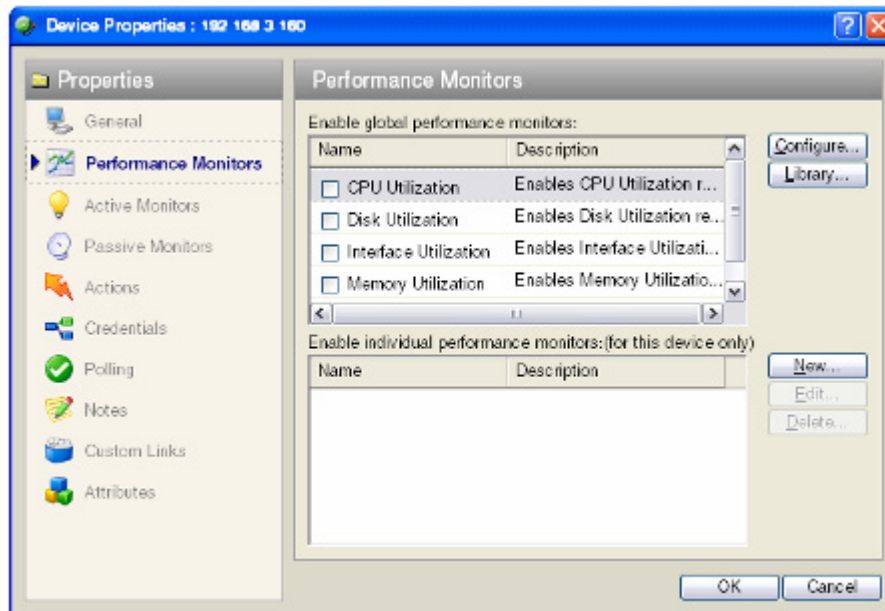 Device Properties : 192 168 3 160
Properties
General
Performance Monitors
Active Monitors
Passive Monitors
Actions
Credentials
Polling
Notes
Custom Links
Attributes
Performance Monitors
Enable global performance monitors:
Name Description
CPU Utilization Enables CPU Utilization r...
Disk Utilization Enables Disk Utilization re...
Interface Utilization Enables Interface Utilizati...
Memory Utilization Enables Memory Utilizatio...
Configure...
Library...
Enable individual performance monitors:(for this device only)
Name Description
New...
Edit...
Delete...
OK Cancel